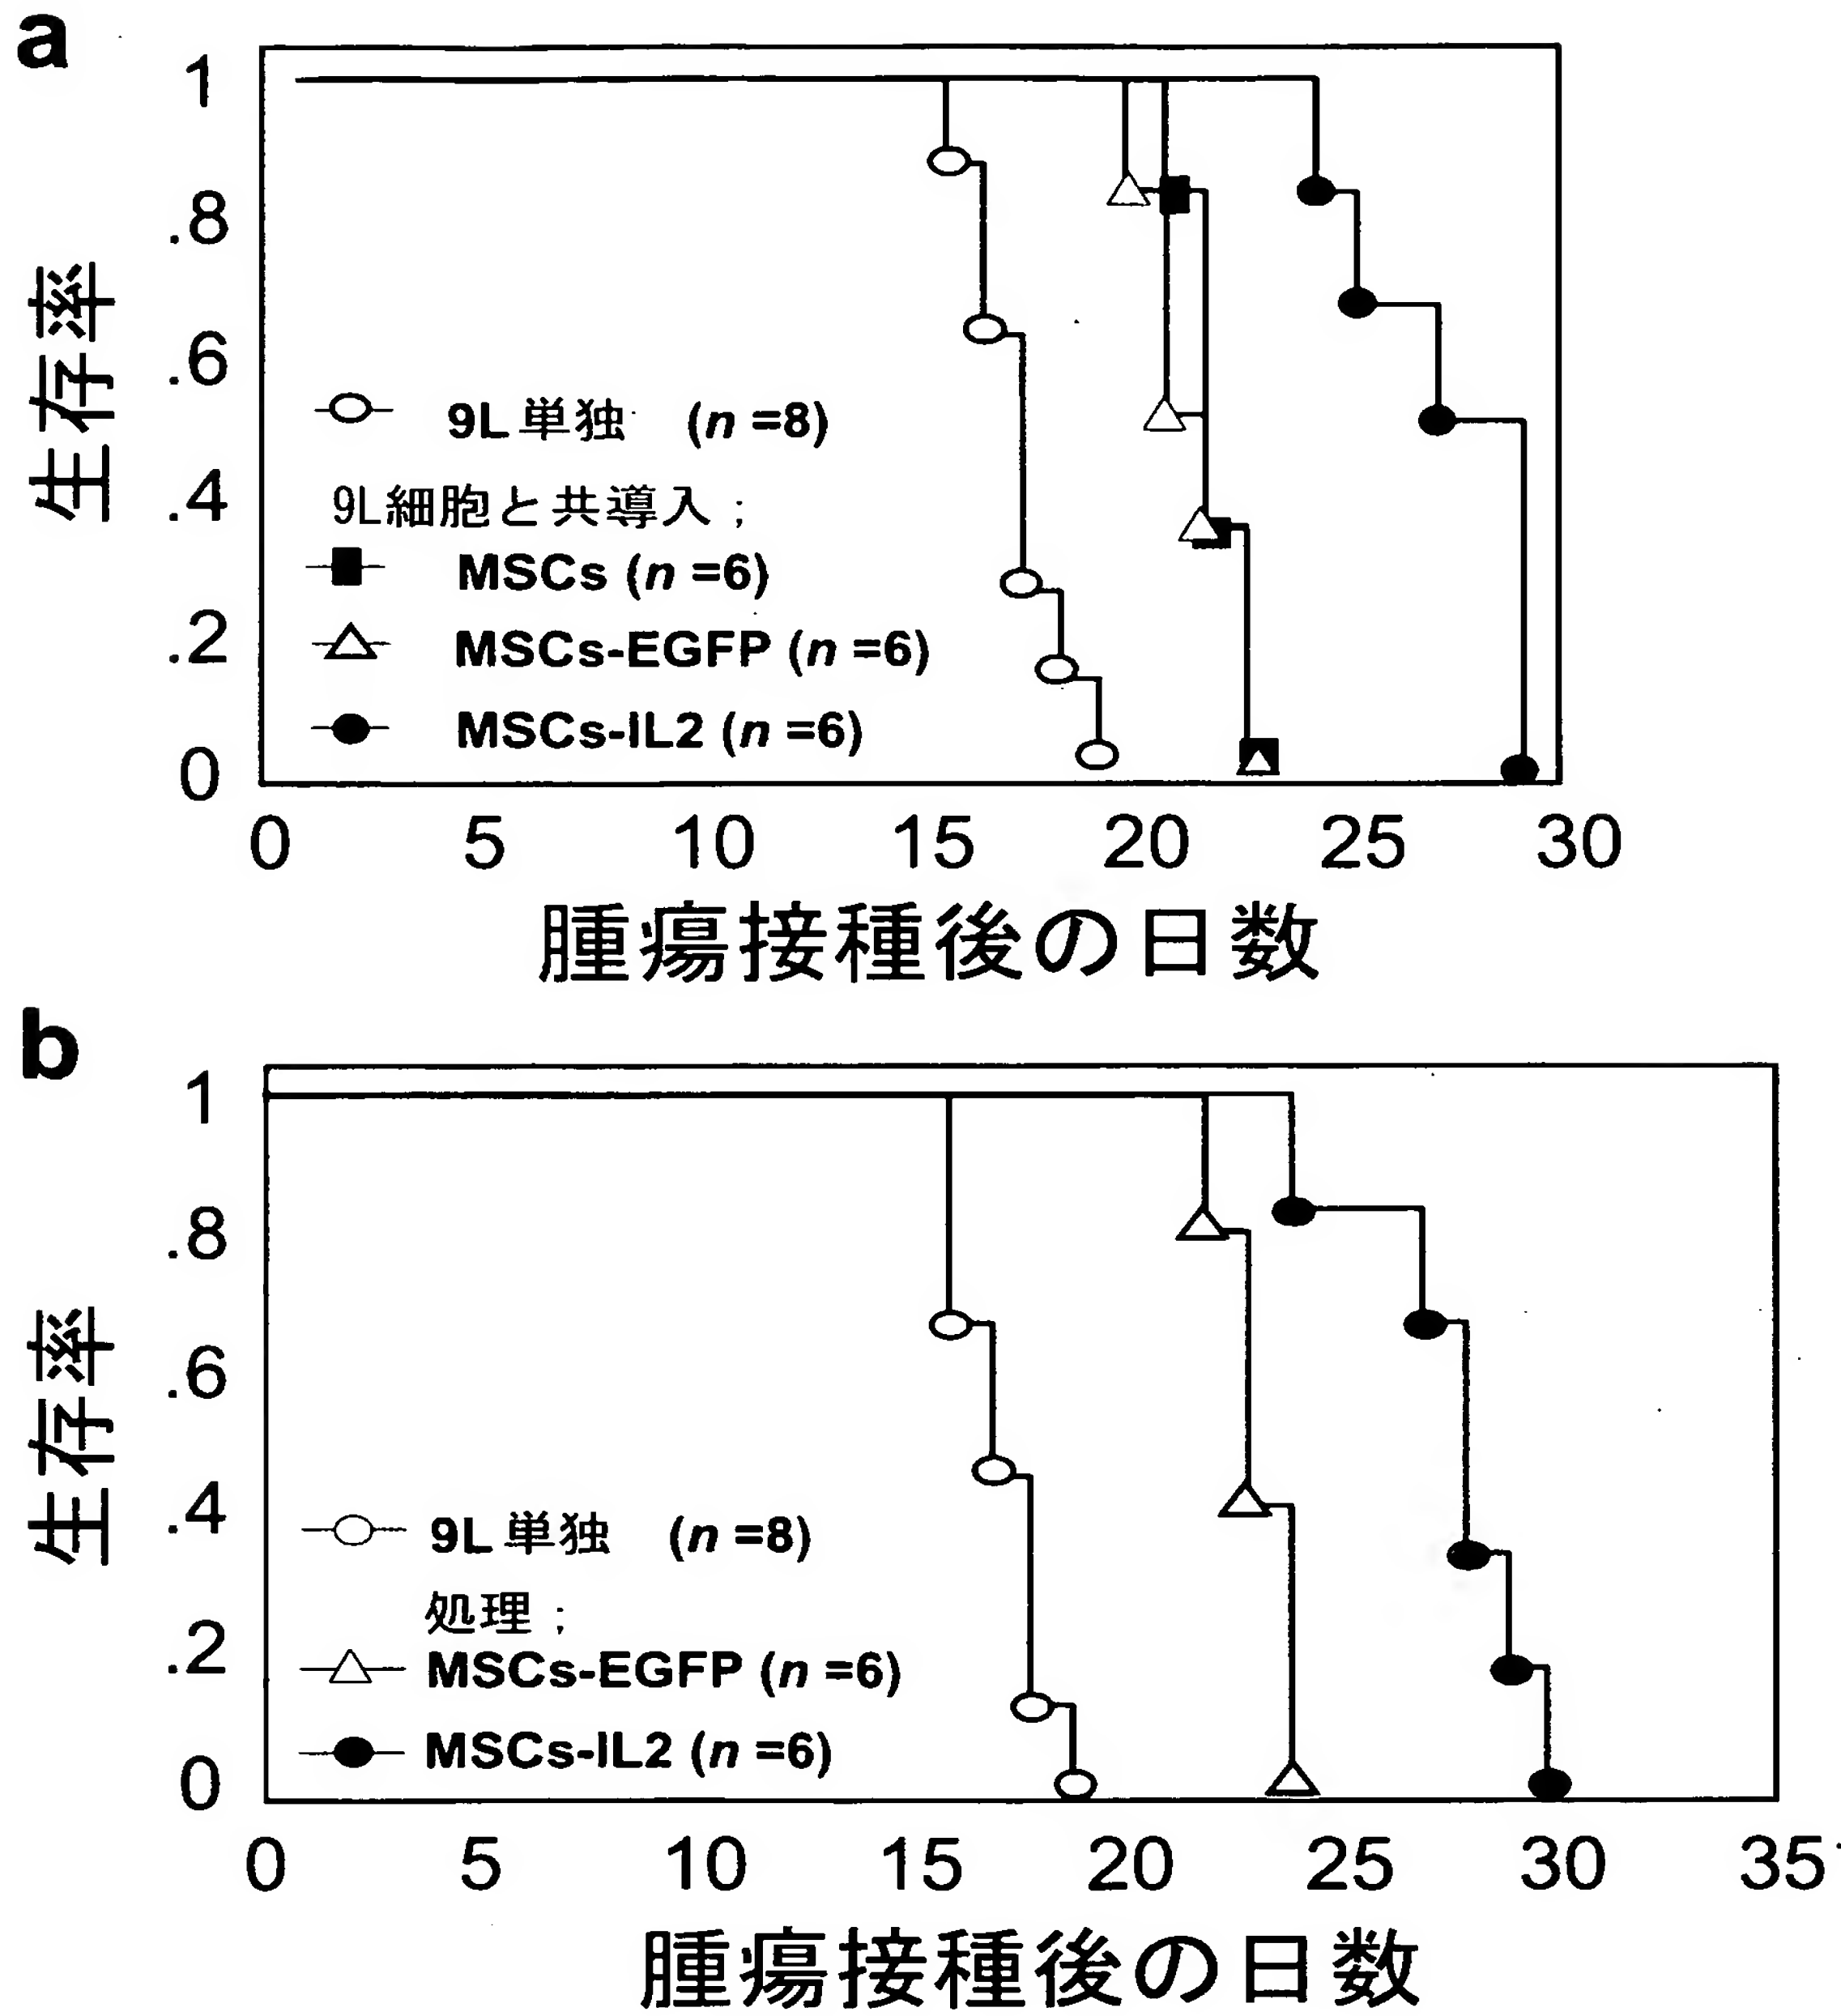 a
生存率
1
.8
.6
.4
.2
0
9L単独 (n =8)
9L細胞と共導入 ;
MSCs (n =6)
MSCs-EGFP (n =6)
MSCs-IL2 (n =6)
0 5 10 15 20 25 30
腫瘍接種後の日数
b
生存率
1
.8
.6
.4
.2
0
9L単独 (n =8)
処理 ;
MSCs-EGFP (n =6)
MSCs-IL2 (n =6)
0 5 10 15 20 25 30 35
腫瘍接種後の日数